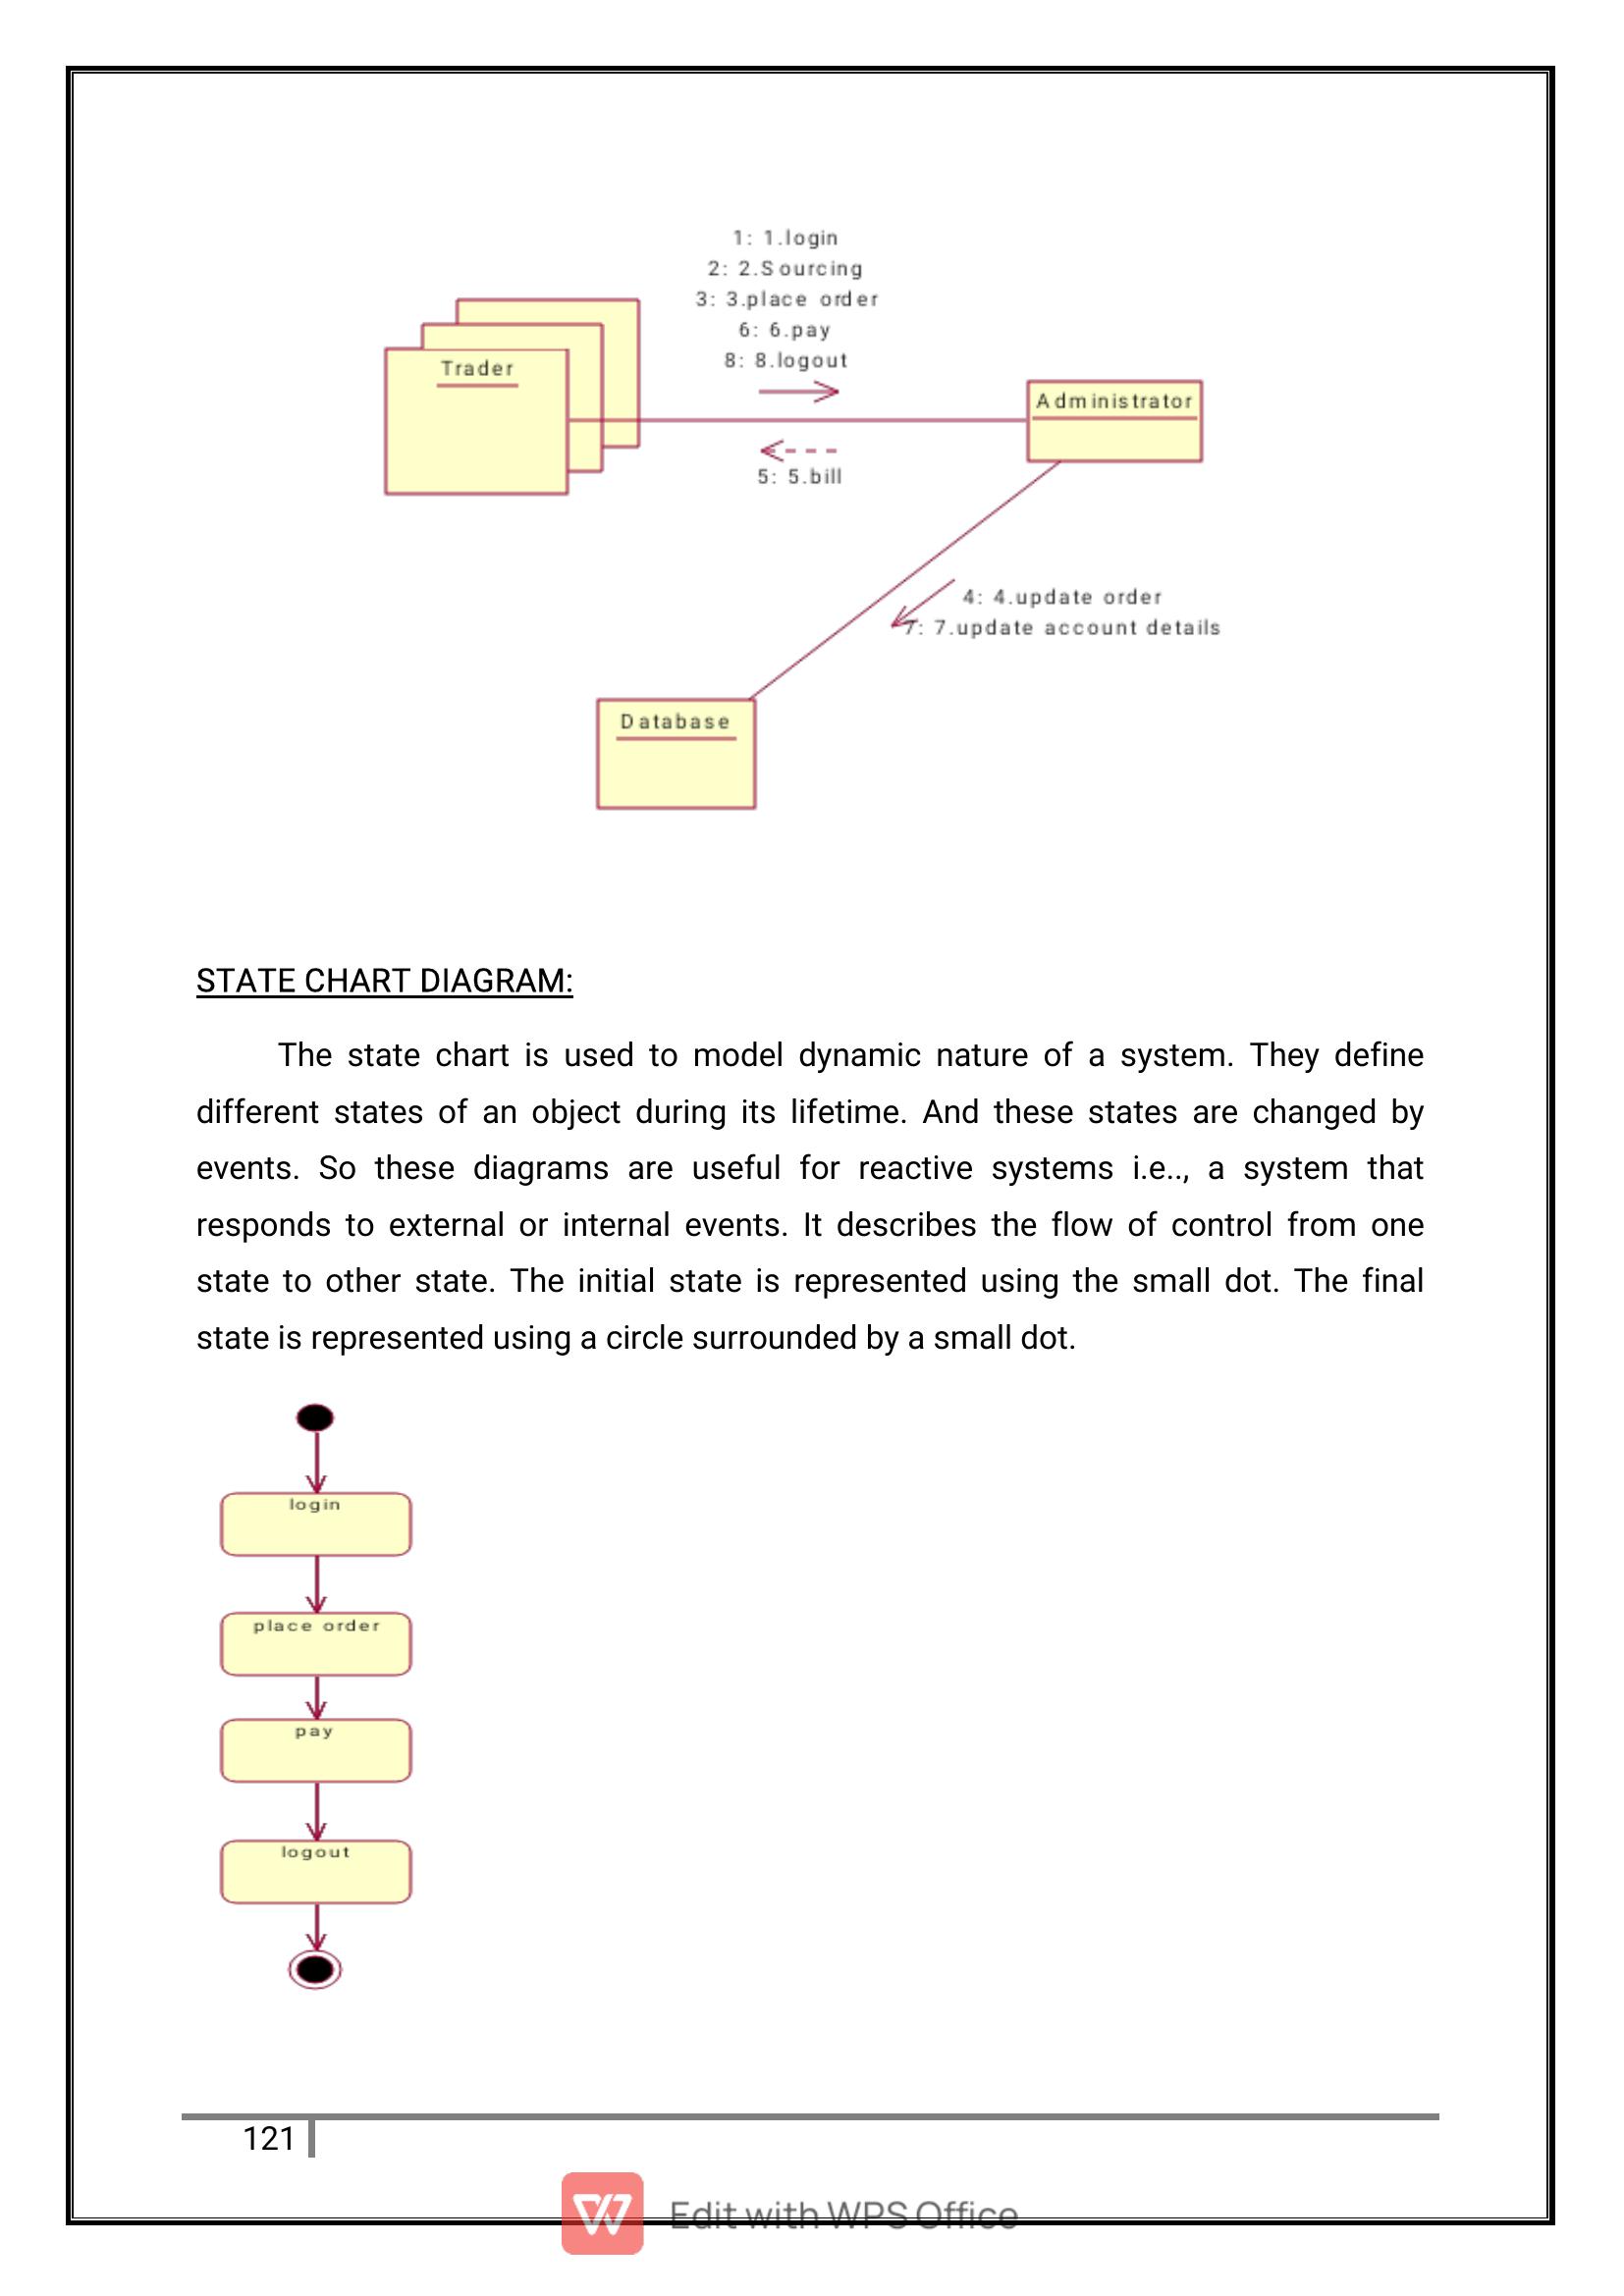 1: 1.login
2: 2.Sourcing
3: 3.place order
6: 6.pay
8: 8.logout
Trader
Administrator
5: 5.bill
4: 4.update order
7: 7.update account details
Database
STATE CHART DIAGRAM:
The state chart is used to model dynamic nature of a system. They define
different states of an object during its lifetime. And these states are changed by
events. So these diagrams are useful for reactive systems i.e.., a system that
responds to external or internal events. It describes the flow of control from one
state to other state. The initial state is represented using the small dot. The final
state is represented using a circle surrounded by a small dot.
login
place order
pay
logout
121
Edit with WPS Office